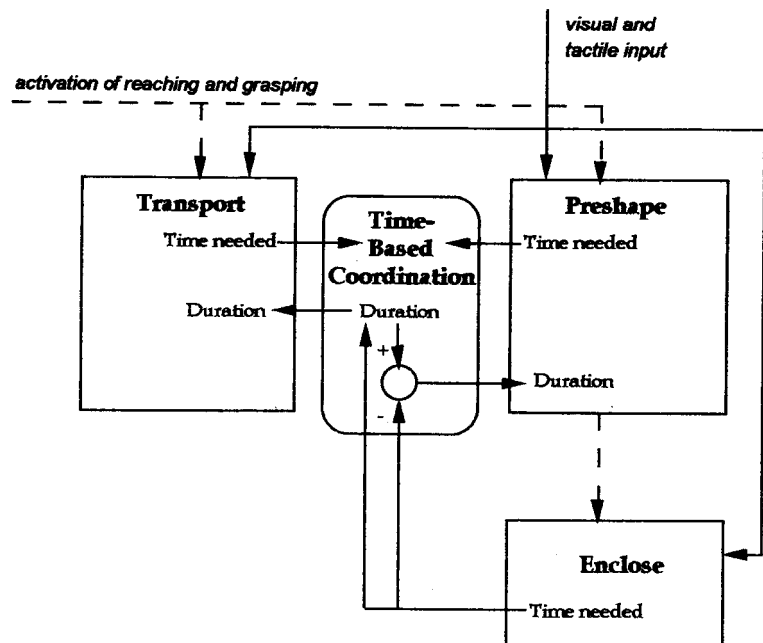 visual and
tactile input
activation of reaching and grasping
Transport
Time needed
Duration
Time-
Based
Coordination
Duration
+
-
Preshape
Time needed
Duration
Enclose
Time needed